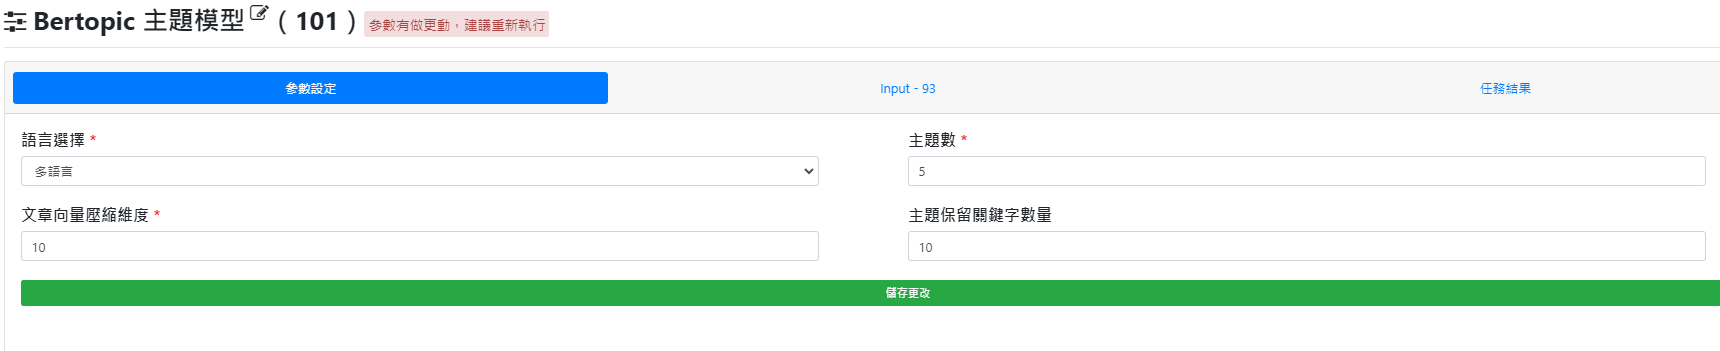 Bertopic 主題模型 ( 101 ) 參數有做更動，建議重新執行
參數設定 Input - 93 任務結果
語言選擇 * 主題數 *
多語言 5
文章向量壓縮維度 * 主題保留關鍵字數量
10 10
儲存更改